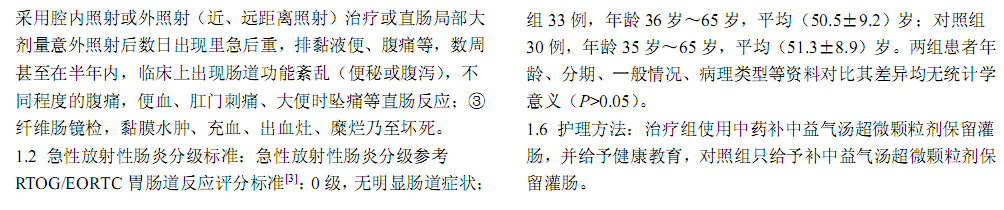 采用腔内照射或外照射（近、远距离照射）治疗或直肠局部大
剂量意外照射后数日出现里急后重，排黏液便、腹痛等，数周
甚至在半年内，临床上出现肠道功能紊乱（便秘或腹泻），不
同程度的腹痛，便血、肛门刺痛、大便时坠痛等直肠反应；③
纤维肠镜检，黏膜水肿、充血、出血灶、糜烂乃至坏死。
1.2 急性放射性肠炎分级标准：急性放射性肠炎分级参考
RTOG/EORTC 胃肠道反应评分标准[3]：0 级，无明显肠道症状；
组 33 例，年龄 36 岁～65 岁，平均（50.5±9.2）岁；对照组
30 例，年龄 35 岁～65 岁，平均（51.3±8.9）岁。两组患者年
龄、分期、一般情况、病理类型等资料对比其差异均无统计学
意义（P>0.05）。
1.6 护理方法：治疗组使用中药补中益气汤超微颗粒剂保留灌
肠，并给予健康教育，对照组只给予补中益气汤超微颗粒剂保
留灌肠。